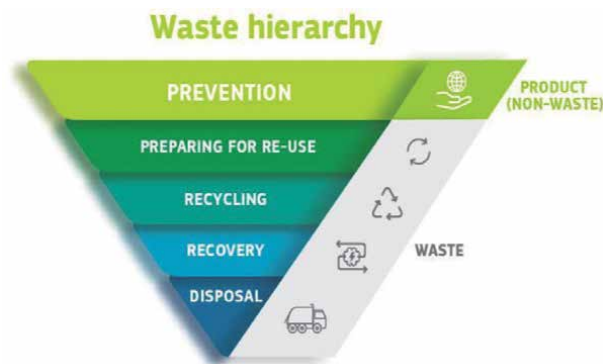 Waste hierarchy
PREVENTION
PRODUCT
(NON-WASTE)
PREPARING FOR RE-USE
RECYCLING
RECOVERY
WASTE
DISPOSAL